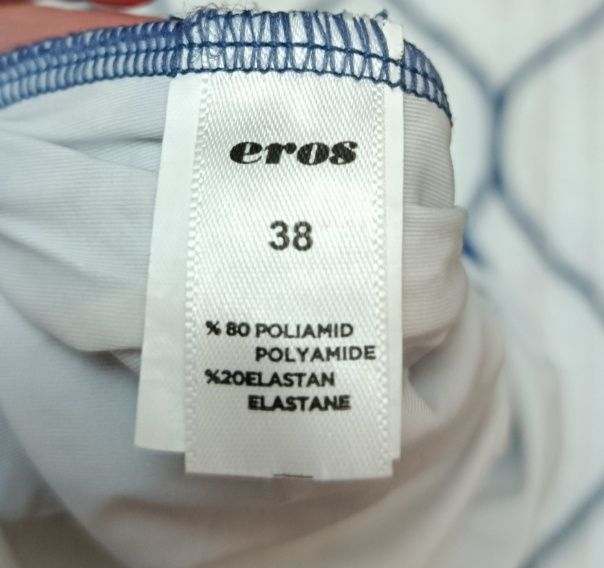 eros
38
% 80 POLIAMID
POLYAMIDE
%20ELASTAN
ELASTANE